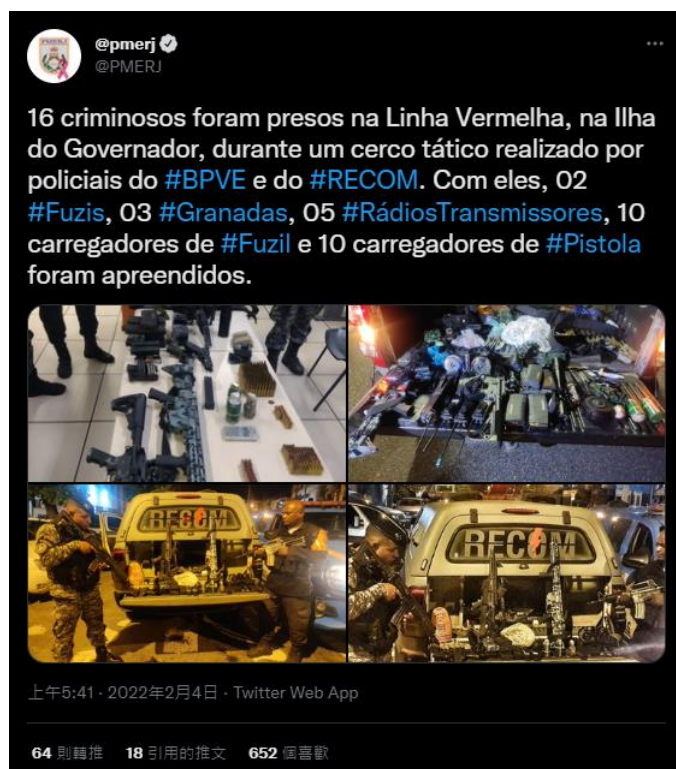 @pmerj
@PMERJ
16 criminosos foram presos na Linha Vermelha, na Ilha
do Governador, durante um cerco tático realizado por
policiais do #BPVE e do #RECOM. Com eles, 02
#Fuzis, 03 #Granadas, 05 #RádiosTransmissores, 10
carregadores de #Fuzil e 10 carregadores de #Pistola
foram apreendidos.
RECOM
RECOM
上午5:41 · 2022年2月4日 · Twitter Web App
64 則轉推 18 引用的推文 652 個喜歡